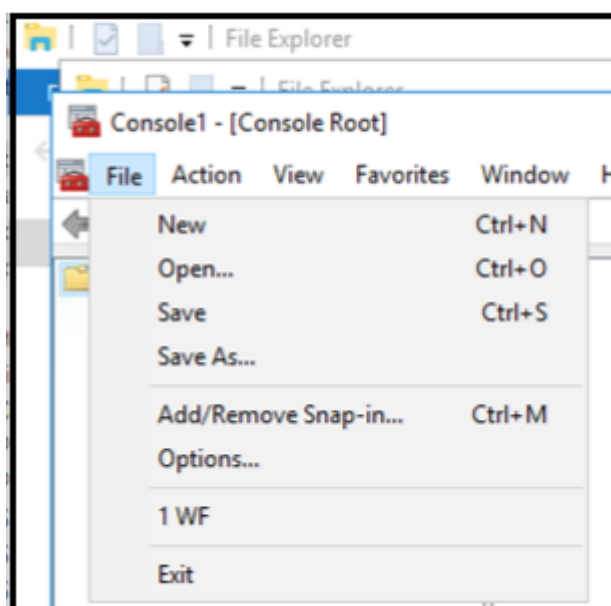 File Explorer
File Explorer
Console1 - [Console Root]
File Action View Favorites Window H
New Ctrl+N
Open... Ctrl+O
Save Ctrl+S
Save As...
Add/Remove Snap-in... Ctrl+M
Options...
1 WF
Exit